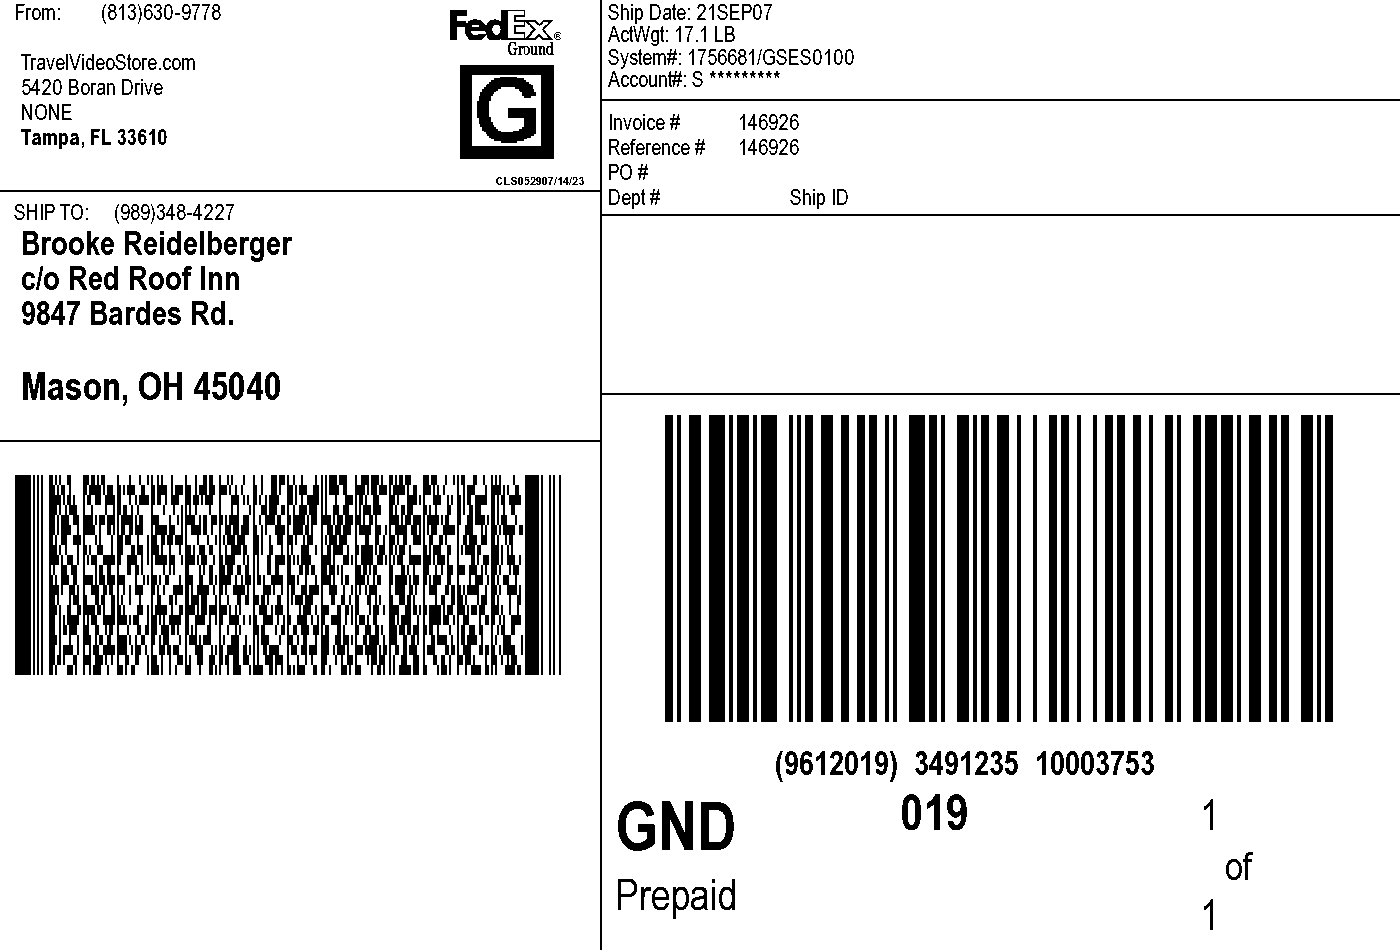 From: (813)630-9778
TravelVideoStore.com
5420 Boran Drive
NONE
Tampa, FL 33610
FedEx®
Ground
G
CLS052907/14/23
Ship Date: 21SEP07
ActWgt: 17.1 LB
System#: 1756681/GSES0100
Account#: S *********
Invoice # 146926
Reference # 146926
PO #
Dept # Ship ID
SHIP TO: (989)348-4227
Brooke Reidelberger
c/o Red Roof Inn
9847 Bardes Rd.
Mason, OH 45040
(9612019) 3491235 10003753
GND 019 1
of
Prepaid 1